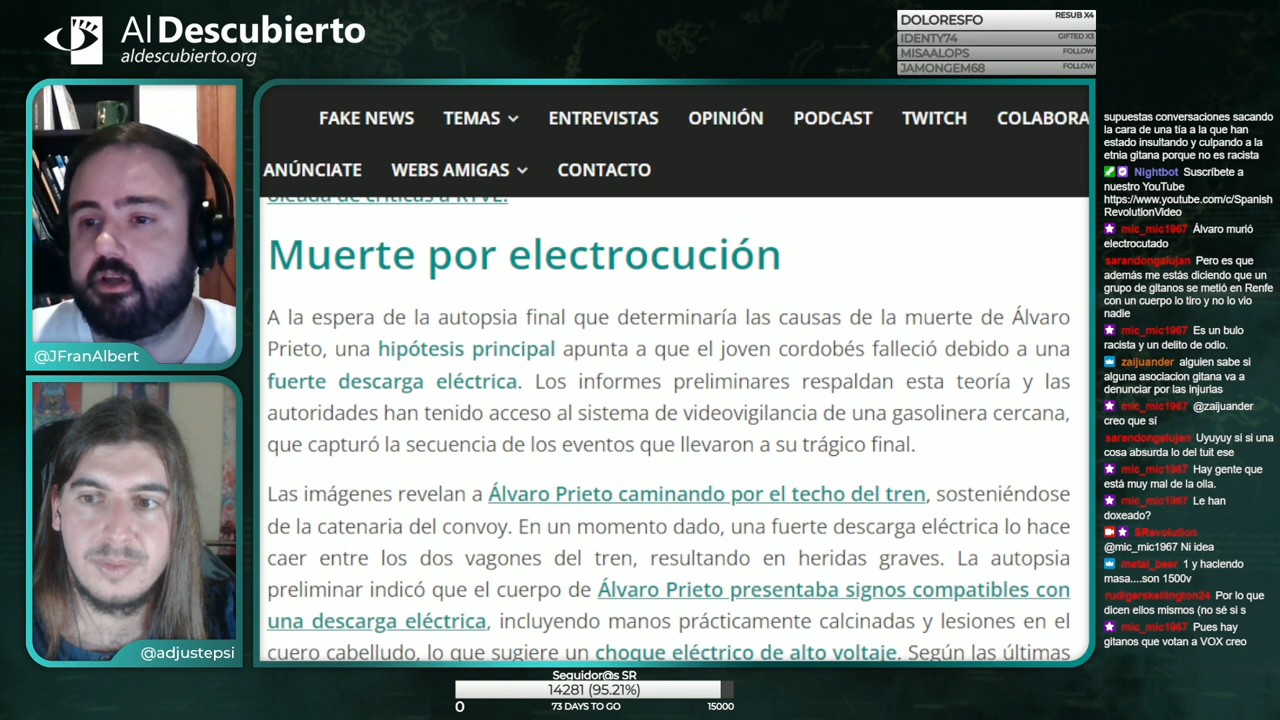 Al Descubierto
aldescubierto.org
DOLORESFO RESUB X4
IDENTY74 GIFTED X3
MISAALOPS FOLLOW
JAMONGEM68 FOLLOW
FAKE NEWS TEMAS ENTREVISTAS OPINIÓN PODCAST TWITCH COLABORA
ANÚNCIATE WEBS AMIGAS CONTACTO
oleada de críticas a RTVE.
Muerte por electrocución
A la espera de la autopsia final que determinaría las causas de la muerte de Álvaro
Prieto, una hipótesis principal apunta a que el joven cordobés falleció debido a una
fuerte descarga eléctrica. Los informes preliminares respaldan esta teoría y las
autoridades han tenido acceso al sistema de videovigilancia de una gasolinera cercana,
que capturó la secuencia de los eventos que llevaron a su trágico final.
Las imágenes revelan a Álvaro Prieto caminando por el techo del tren, sosteniéndose
de la catenaria del convoy. En un momento dado, una fuerte descarga eléctrica lo hace
caer entre los dos vagones del tren, resultando en heridas graves. La autopsia
preliminar indicó que el cuerpo de Álvaro Prieto presentaba signos compatibles con
una descarga eléctrica, incluyendo manos prácticamente calcinadas y lesiones en el
cuero cabelludo, lo que sugiere un choque eléctrico de alto voltaje. Según las últimas
@JFranAlbert
@adjustepsi
supuestas conversaciones sacando
la cara de una tía a la que han
estado insultando y culpando a la
etnia gitana porque no es racista
Nightbot Suscríbete a
nuestro YouTube
https://www.youtube.com/c/Spanish
RevolutionVideo
mic_mic1967 Álvaro murió
electrocutado
sarandongalujan Pero es que
además me estás diciendo que un
grupo de gitanos se metió en Renfe
con un cuerpo lo tiro y no lo vio
nadie
mic_mic1967 Es un bulo
racista y un delito de odio.
zaijuander alguien sabe si
alguna asociacion gitana va a
denunciar por las injurias
mic_mic1967 @zaijuander
creo que sí
sarandongalujan Uyuyuy si si una
cosa absurda lo del tuit ese
mic_mic1967 Hay gente que
está muy mal de la olla.
mic_mic1967 Le han
doxeado?
SRevolution
@mic_mic1967 Ni idea
metal_beer 1 y haciendo
masa....son 1500v
rudigerskellington24 Por lo que
dicen ellos mismos (no sé si s
mic_mic1967 Pues hay
gitanos que votan a VOX creo
Seguidor@s SR
14281 (95.21%)
0 73 DAYS TO GO 15000